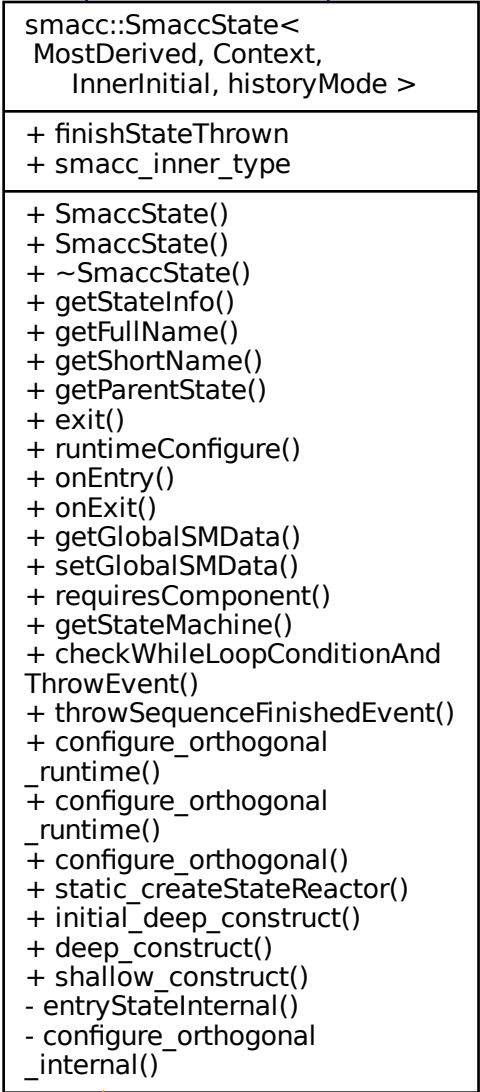 smacc::SmaccState<
MostDerived, Context,
InnerInitial, historyMode >
+ finishStateThrown
+ smacc_inner_type
+ SmaccState()
+ SmaccState()
+ ~SmaccState()
+ getStateInfo()
+ getFullName()
+ getShortName()
+ getParentState()
+ exit()
+ runtimeConfigure()
+ onEntry()
+ onExit()
+ getGlobalSMData()
+ setGlobalSMData()
+ requiresComponent()
+ getStateMachine()
+ checkWhileLoopConditionAnd
ThrowEvent()
+ throwSequenceFinishedEvent()
+ configure_orthogonal
_runtime()
+ configure_orthogonal
_runtime()
+ configure_orthogonal()
+ static_createStateReactor()
+ initial_deep_construct()
+ deep_construct()
+ shallow_construct()
- entryStateInternal()
- configure_orthogonal
_internal()